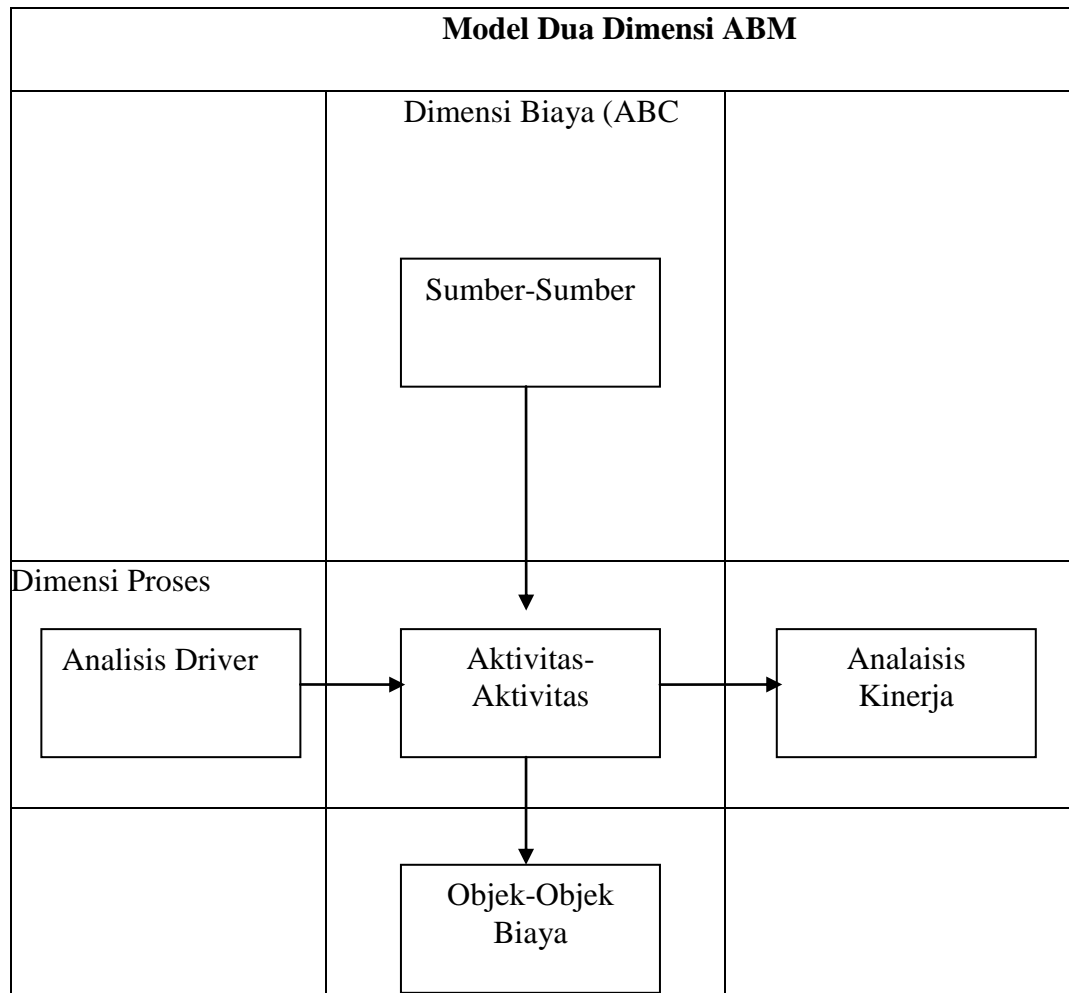 Model Dua Dimensi ABM
Dimensi Biaya (ABC
Sumber-Sumber
Dimensi Proses
Analisis Driver
Aktivitas-
Aktivitas
Analaisis
Kinerja
Objek-Objek
Biaya